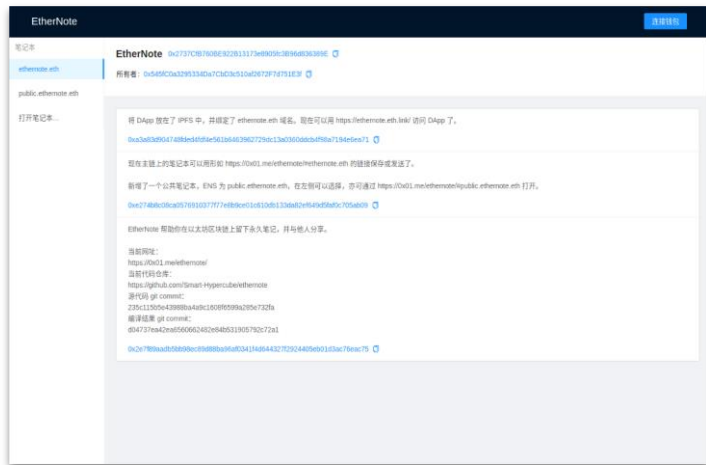 EtherNote
连接钱包
笔记本
ethernote.eth
public.ethernote.eth
打开笔记本...
EtherNote
所有者:
将 DApp 放在了 IPFS 中，并绑定了 ethernote.eth 域名。现在可以用 https://ethernote.eth.link/ 访问 DApp 了。
现在主链上的笔记本可以用形如 https://0x01.me/ethernote/#ethernote.eth 的链接保存或发送了。
新增了一个公共笔记本，ENS 为 public.ethernote.eth。在左侧可以选择，亦可通过 https://0x01.me/ethernote/#public.ethernote.eth 打开。
EtherNote 帮助你在以太坊区块链上留下永久笔记，并与他人分享。
当前网址：
https://0x01.me/ethernote/
当前代码仓库：
https://github.com/Smart-Hypercube/ethernote
源代码 git commit：
编译结果 git commit：